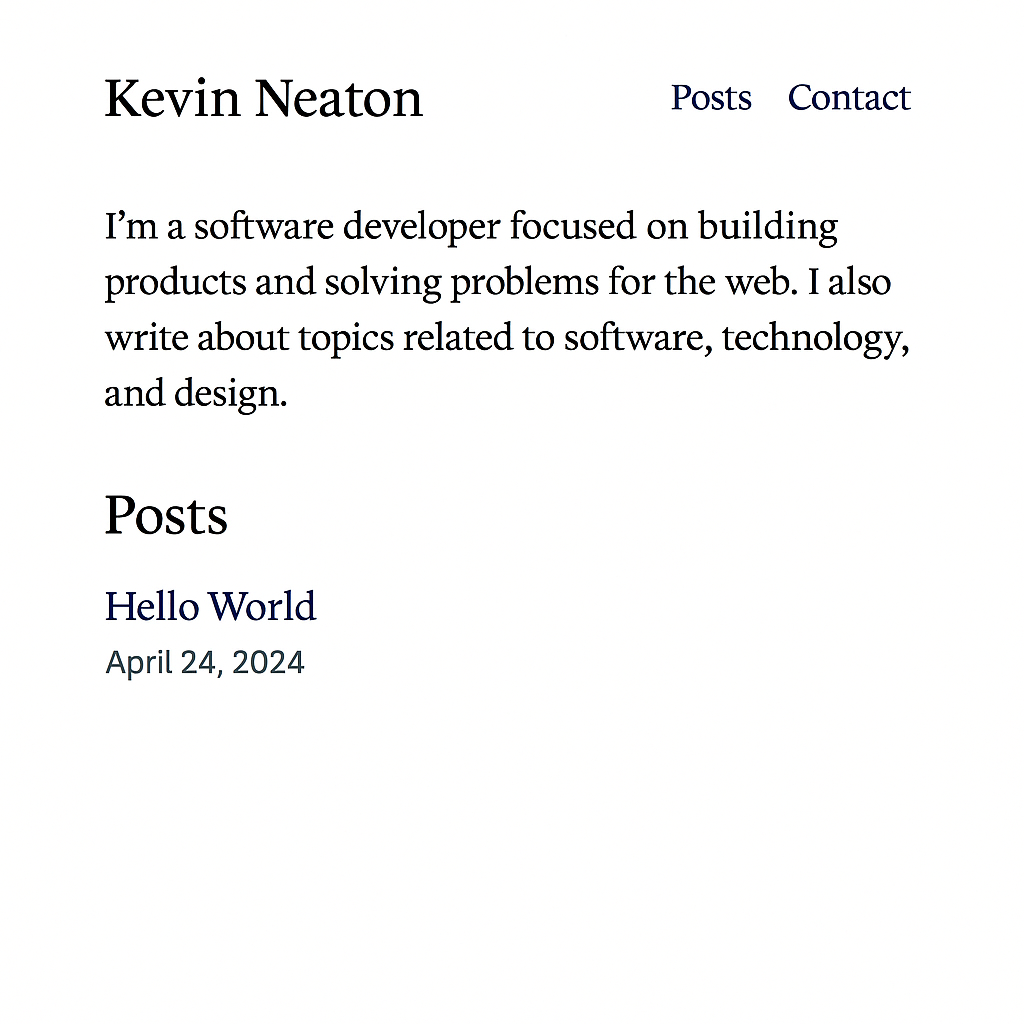 Kevin Neaton
Posts Contact
I’m a software developer focused on building
products and solving problems for the web. I also
write about topics related to software, technology,
and design.
Posts
Hello World
April 24, 2024